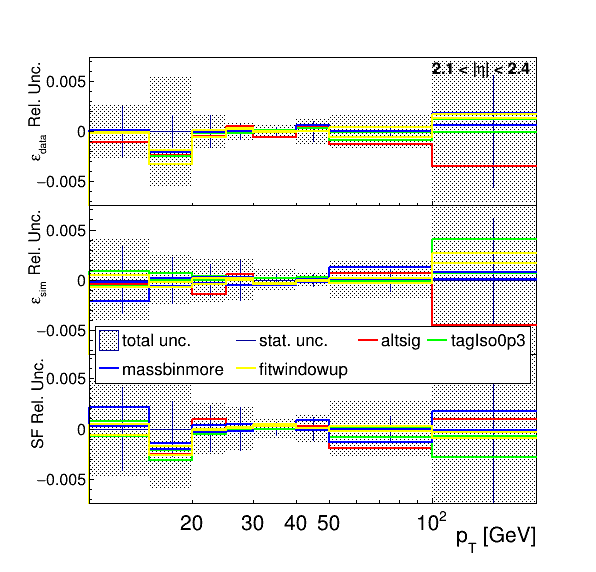 2.1 < |η| < 2.4
ε_data Rel. Unc.
0.005
0
−0.005
ε_sim Rel. Unc.
0.005
0
−0.005
total unc. stat. unc. altsig tagIso0p3
massbinmore fitwindowup
SF Rel. Unc.
0.005
0
−0.005
20 30 40 50 10²
p_T [GeV]